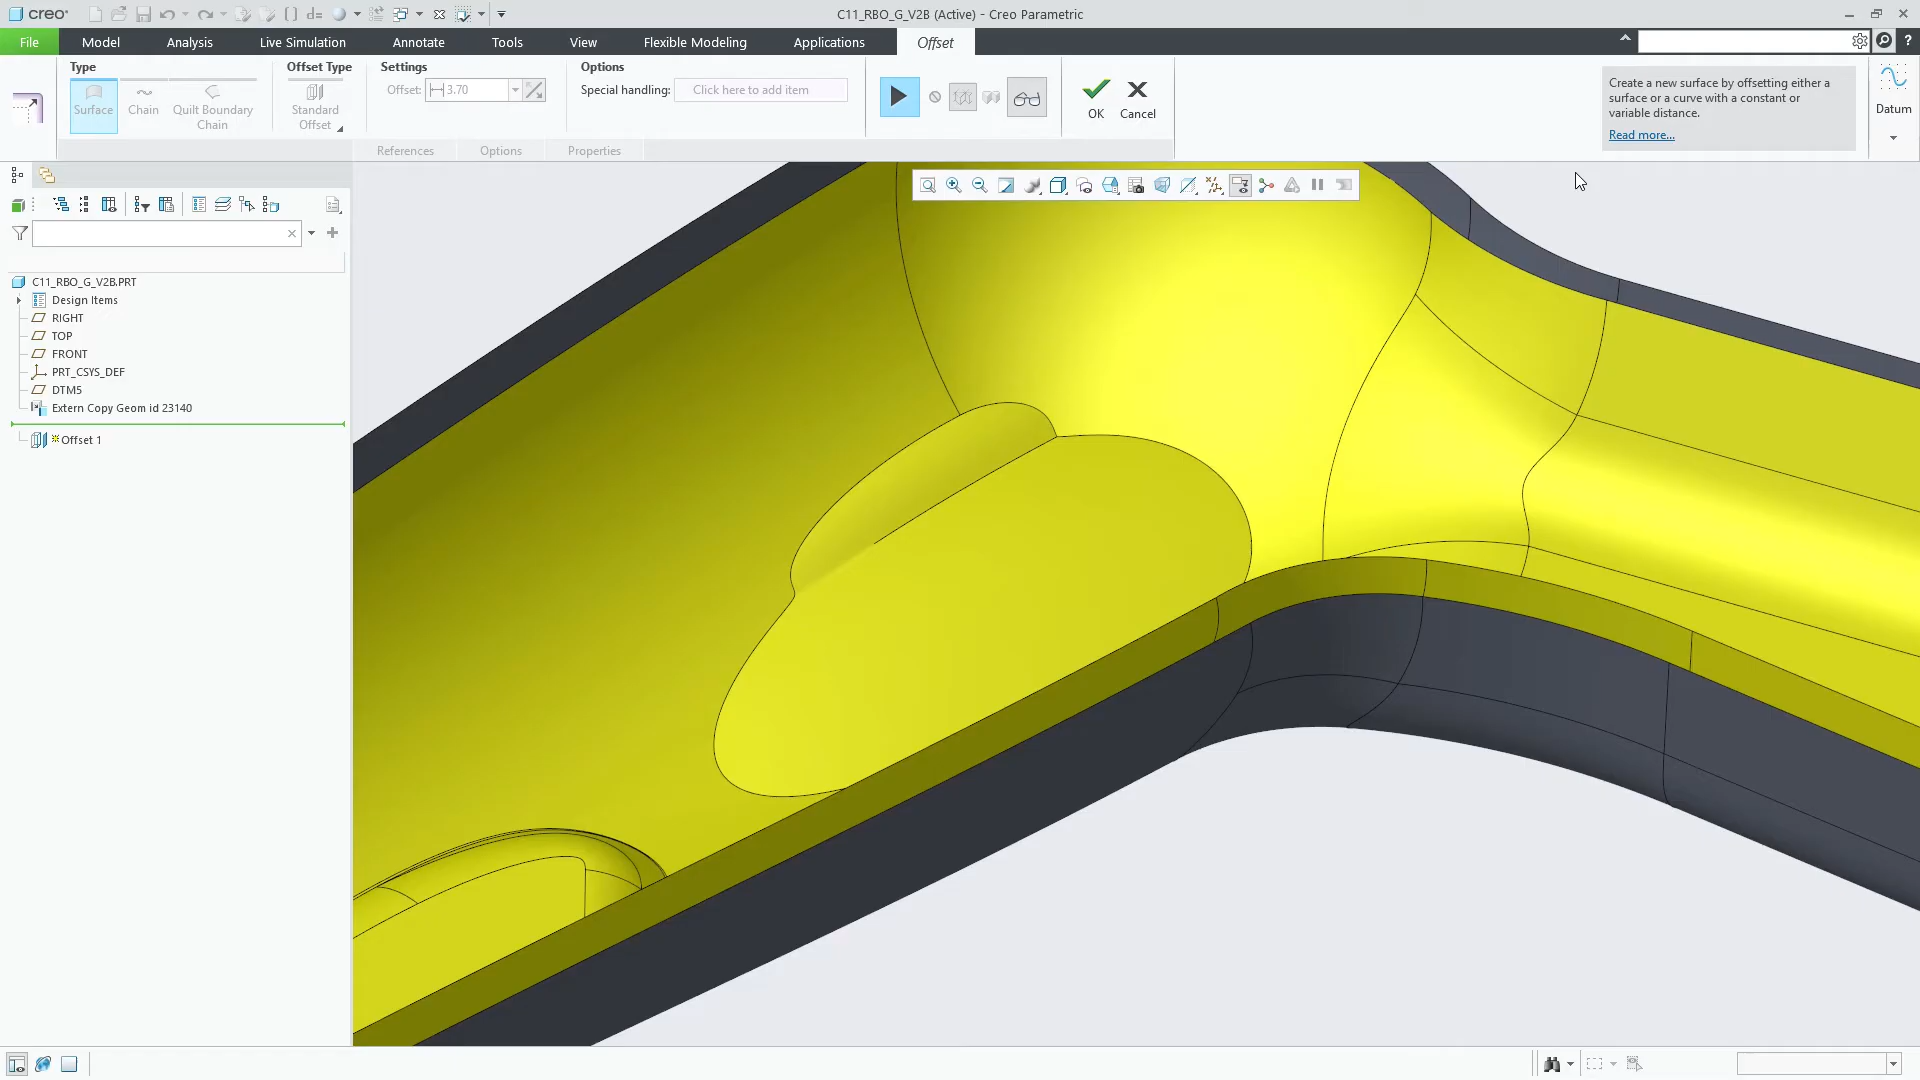 creo
d=
C11_RBO_G_V2B (Active) - Creo Parametric
File
Model
Analysis
Live Simulation
Annotate
Tools
View
Flexible Modeling
Applications
Offset
?
Type
Surface
Chain
Quilt Boundary
Chain
Offset Type
Standard
Offset
Settings
Offset:
3.70
Options
Special handling:
Click here to add item
OK
Cancel
References
Options
Properties
Create a new surface by offsetting either a
surface or a curve with a constant or
variable distance.
Read more...
Datum
C11_RBO_G_V2B.PRT
Design Items
RIGHT
TOP
FRONT
PRT_CSYS_DEF
DTM5
Extern Copy Geom id 23140
Offset 1